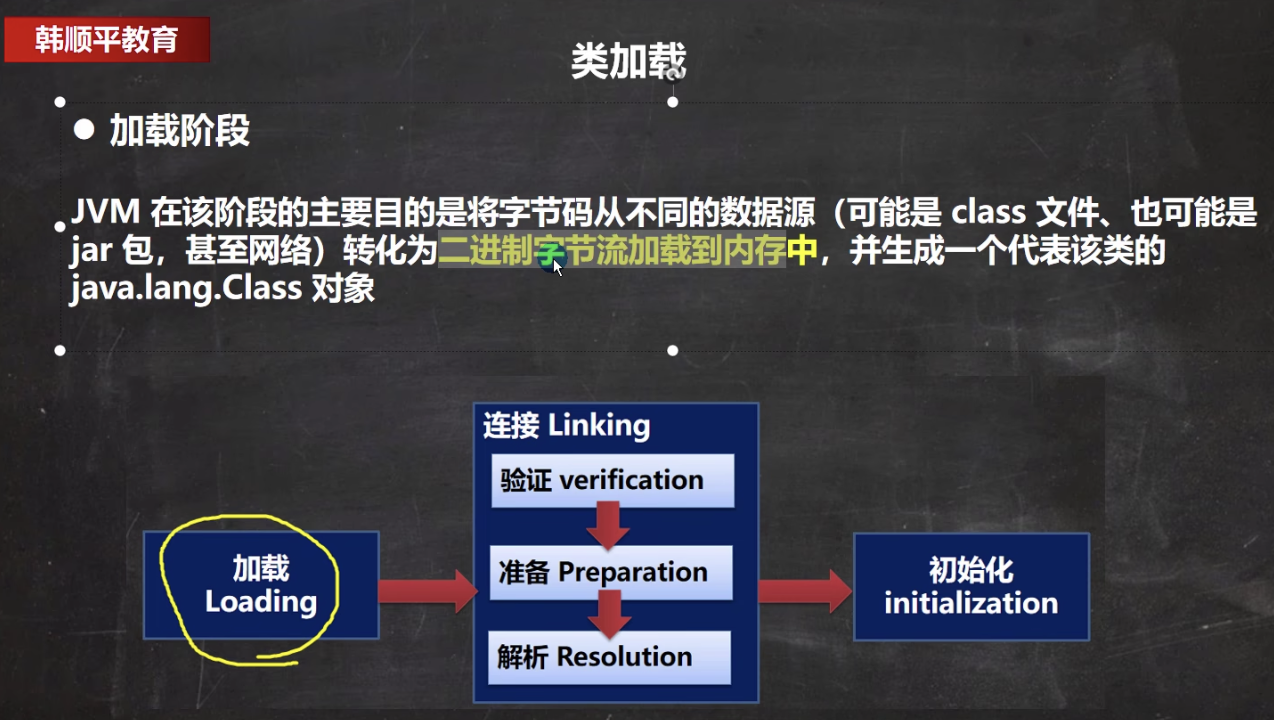 韩顺平教育
类加载
● 加载阶段
JVM 在该阶段的主要目的是将字节码从不同的数据源（可能是 class 文件、也可能是
jar 包，甚至网络）转化为二进制字节流加载到内存中，并生成一个代表该类的
java.lang.Class 对象
加载
Loading
连接 Linking
验证 verification
准备 Preparation
解析 Resolution
初始化
initialization